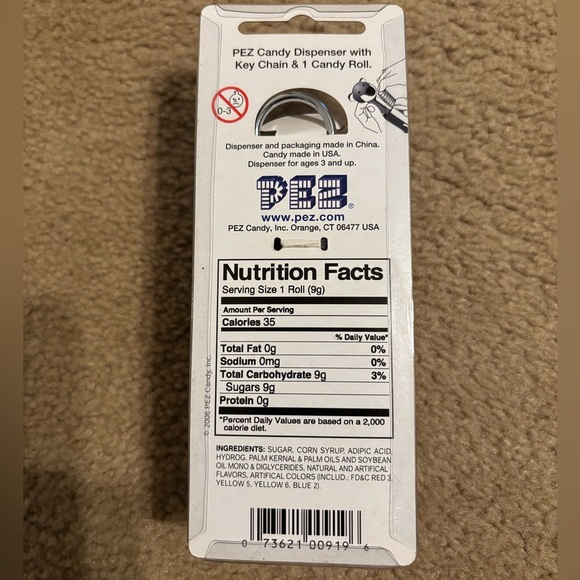 PEZ Candy Dispenser with
Key Chain & 1 Candy Roll.
0-3
Dispenser and packaging made in China.
Candy made in USA.
Dispenser for ages 3 and up.
PEZ®
www.pez.com
PEZ Candy, Inc. Orange, CT 06477 USA
Nutrition Facts
Serving Size 1 Roll (9g)
Amount Per Serving
Calories 35
% Daily Value*
Total Fat 0g 0%
Sodium 0mg 0%
Total Carbohydrate 9g 3%
Sugars 9g
Protein 0g
*Percent Daily Values are based on a 2,000
calorie diet.
© 2006 PEZ Candy, Inc.
INGREDIENTS: SUGAR, CORN SYRUP, ADIPIC ACID,
HYDROG. PALM KERNAL & PALM OILS AND SOYBEAN
OIL MONO & DIGLYCERIDES, NATURAL AND ARTIFICAL
FLAVORS, ARTIFICAL COLORS (INCLUD.: FD&C RED 3,
YELLOW 5, YELLOW 6, BLUE 2).
0 73621 00919 6